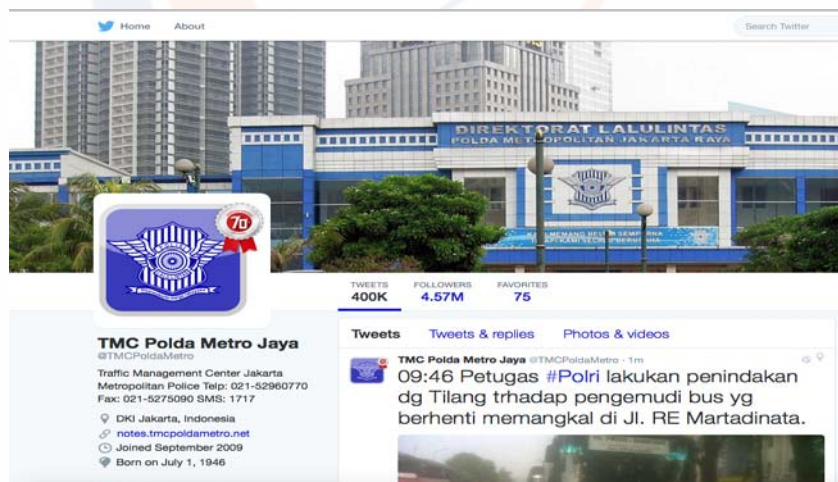 Home About
Search Twitter
DIREKTORAT LALULINTAS
POLDA METROPOLITAN JAKARTA RAYA
70
TWEETS FOLLOWERS FAVORITES
400K 4.57M 75
TMC Polda Metro Jaya
@TMCPoldaMetro
Traffic Management Center Jakarta
Metropolitan Police Telp: 021-52960770
Fax: 021-5275090 SMS: 1717
DKI Jakarta, Indonesia
notes.tmcpoldametro.net
Joined September 2009
Born on July 1, 1946
Tweets Tweets & replies Photos & videos
TMC Polda Metro Jaya @TMCPoldaMetro · 1m
09:46 Petugas #Polri lakukan penindakan
dg Tilang trhadap pengemudi bus yg
berhenti memangkal di Jl. RE Martadinata.